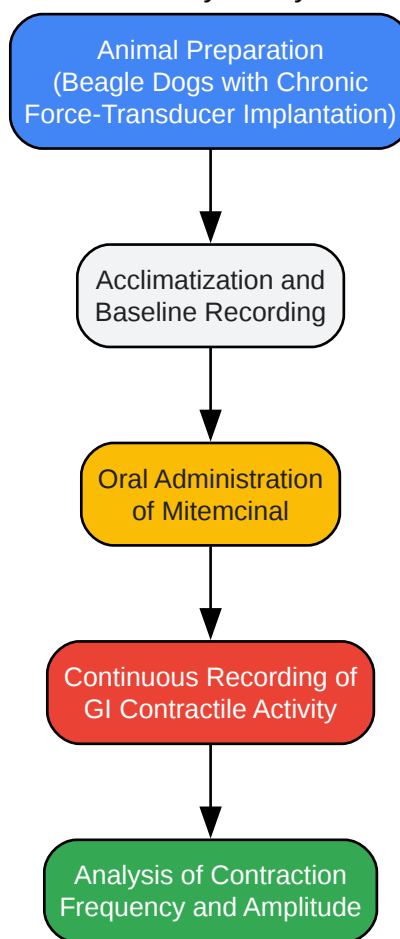 Animal Preparation
(Beagle Dogs with Chronic
Force-Transducer Implantation)
Acclimatization and
Baseline Recording
Oral Administration
of Mitemcinal
Continuous Recording of
GI Contractile Activity
Analysis of Contraction
Frequency and Amplitude